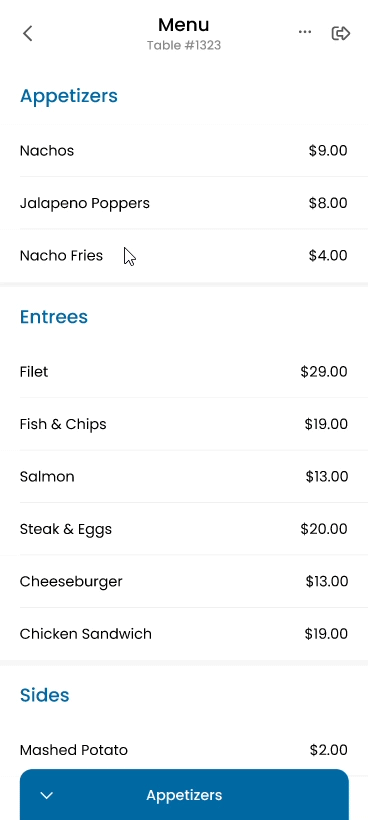 Menu
Table #1323
Appetizers
Nachos $9.00
Jalapeno Poppers $8.00
Nacho Fries $4.00
Entrees
Filet $29.00
Fish & Chips $19.00
Salmon $13.00
Steak & Eggs $20.00
Cheeseburger $13.00
Chicken Sandwich $19.00
Sides
Mashed Potato $2.00
Appetizers